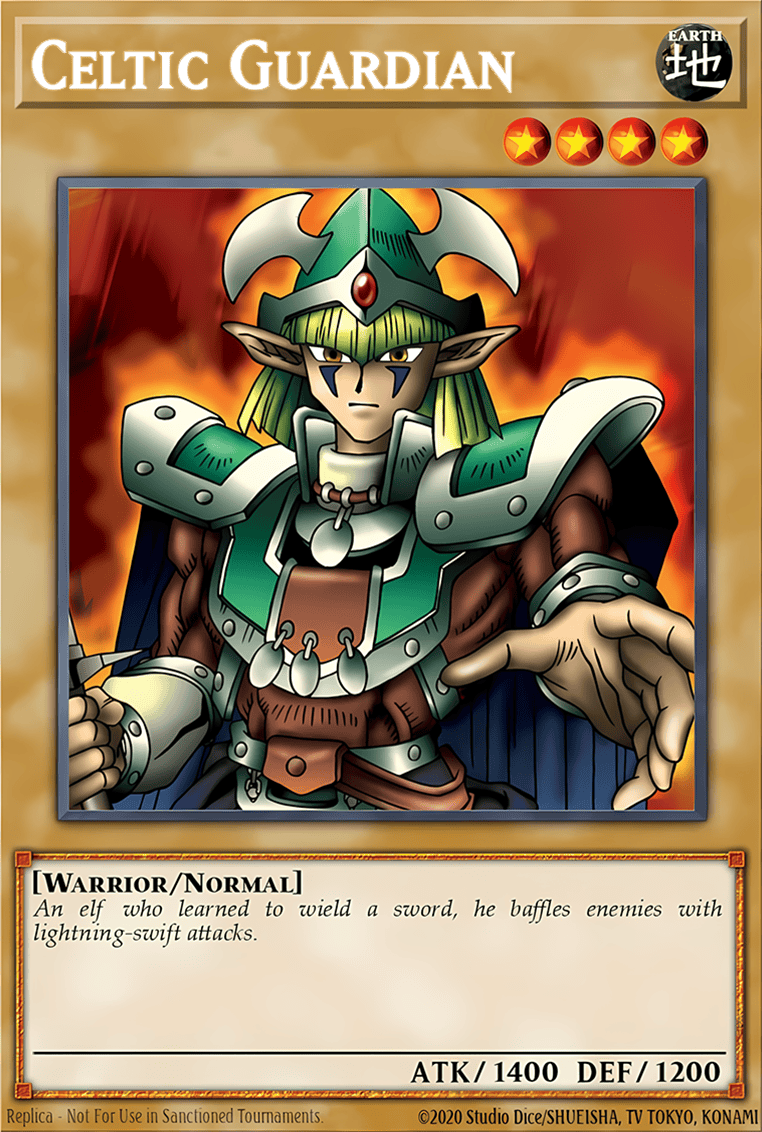 Celtic Guardian
EARTH
地
[Warrior/Normal]
An elf who learned to wield a sword, he baffles enemies with
lightning-swift attacks.
ATK/1400 DEF/1200
Replica - Not For Use in Sanctioned Tournaments.
©2020 Studio Dice/SHUEISHA, TV TOKYO, KONAMI